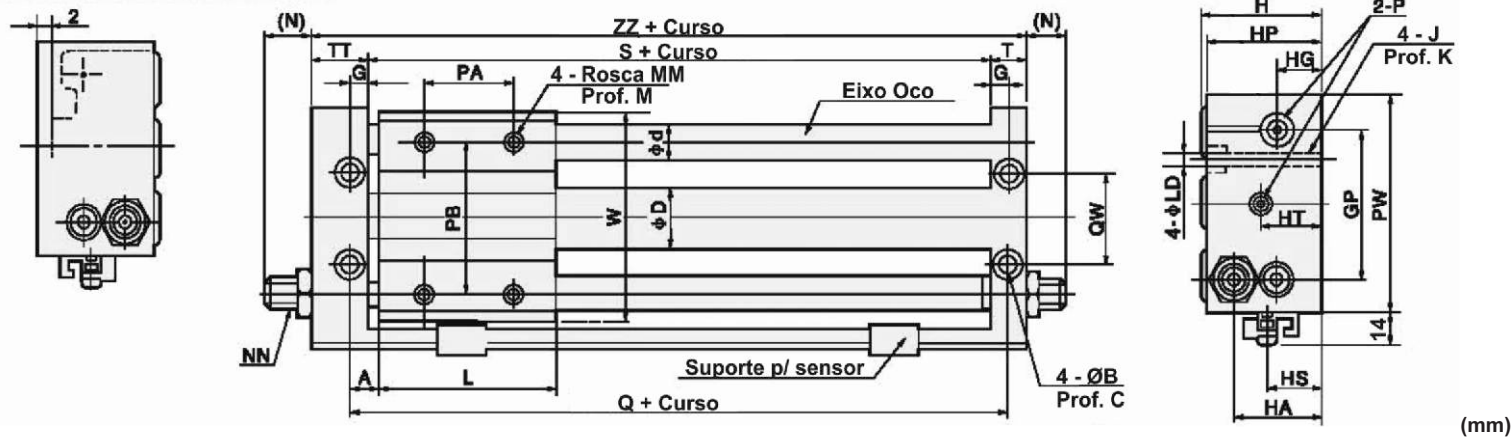 2
(N)
ZZ + Curso
(N)
TT
S + Curso
T
G
PA
4 - Rosca MM
Prof. M
Eixo Oco
G
φd
PB
W
φD
QW
NN
A
L
Suporte p/ sensor
4 - ØB
Prof. C
Q + Curso
H
2-P
HP
4 - J
Prof. K
HG
4-φLD
GP
PW
HT
14
HS
HA
(mm)